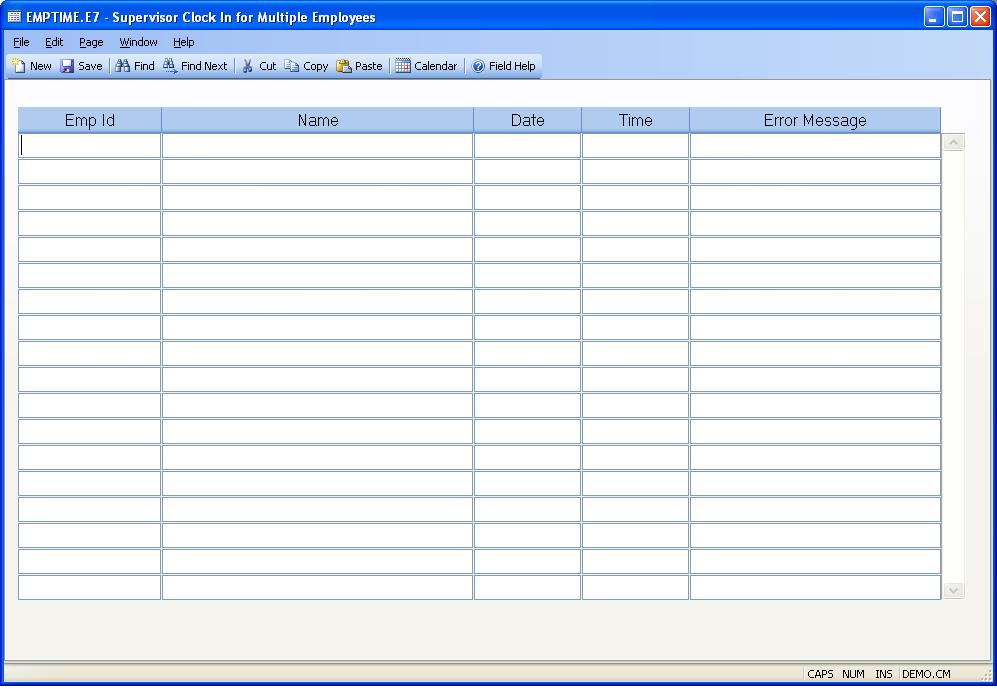 EMPTIME.E7 - Supervisor Clock In for Multiple Employees
File Edit Page Window Help
New Save Find Find Next Cut Copy Paste Calendar Field Help
Emp Id Name Date Time Error Message
CAPS NUM INS DEMO.CM